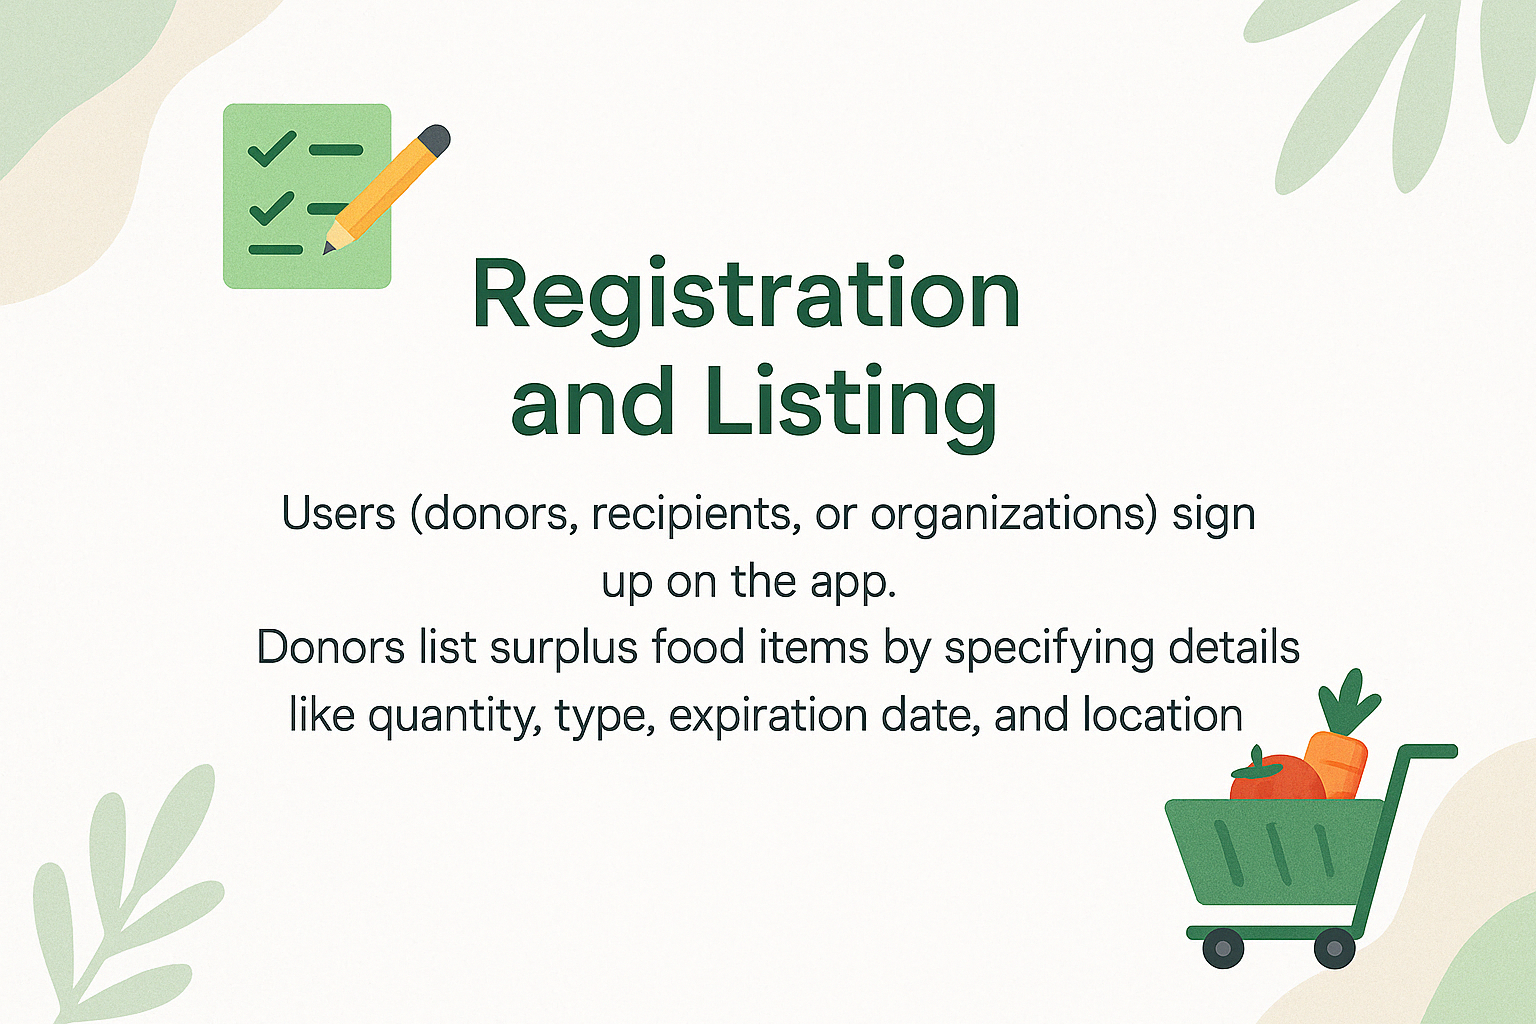 Registration
and Listing
Users (donors, recipients, or organizations) sign
up on the app.
Donors list surplus food items by specifying details
like quantity, type, expiration date, and location